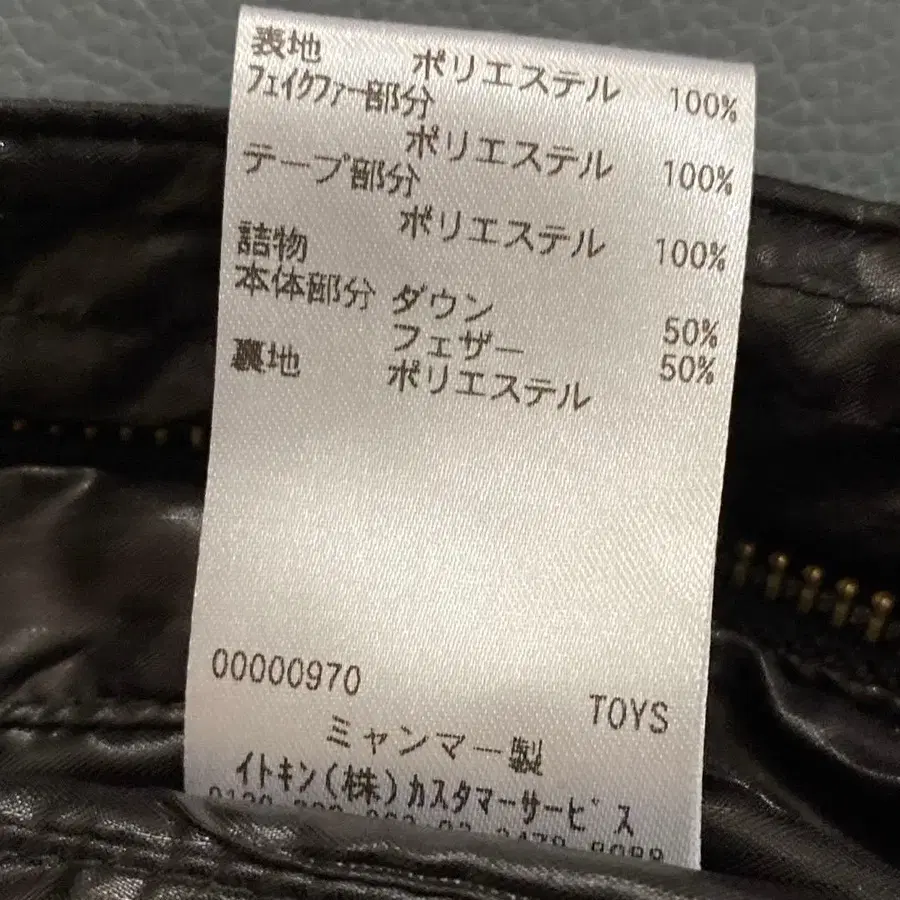 表地 ポリエステル 100%
フェイクファー部分
ポリエステル 100%
テープ部分
ポリエステル 100%
詰物
本体部分 ダウン 50%
フェザー 50%
裏地 ポリエステル
00000970
TOYS
ミャンマー製
イトキン(株)カスタマーサービス